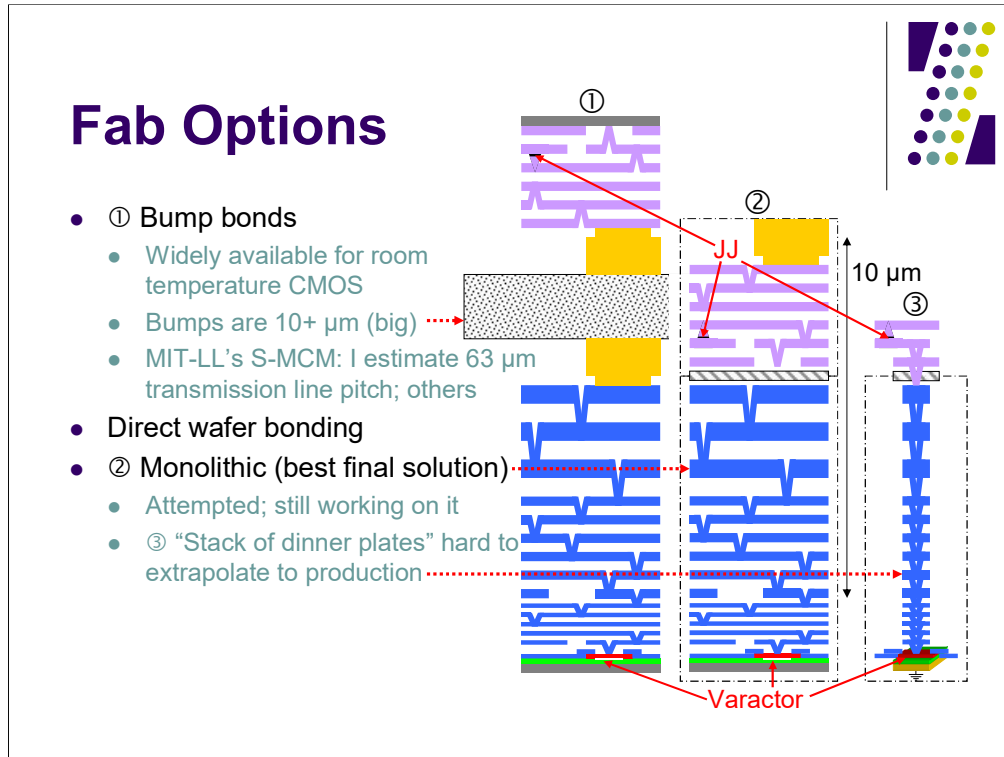 Fab Options
① Bump bonds
Widely available for room
temperature CMOS
Bumps are 10+ µm (big)
MIT-LL's S-MCM: I estimate 63 µm
transmission line pitch; others
Direct wafer bonding
② Monolithic (best final solution)
Attempted; still working on it
③ “Stack of dinner plates” hard to
extrapolate to production
①
②
JJ
10 µm
③
Varactor